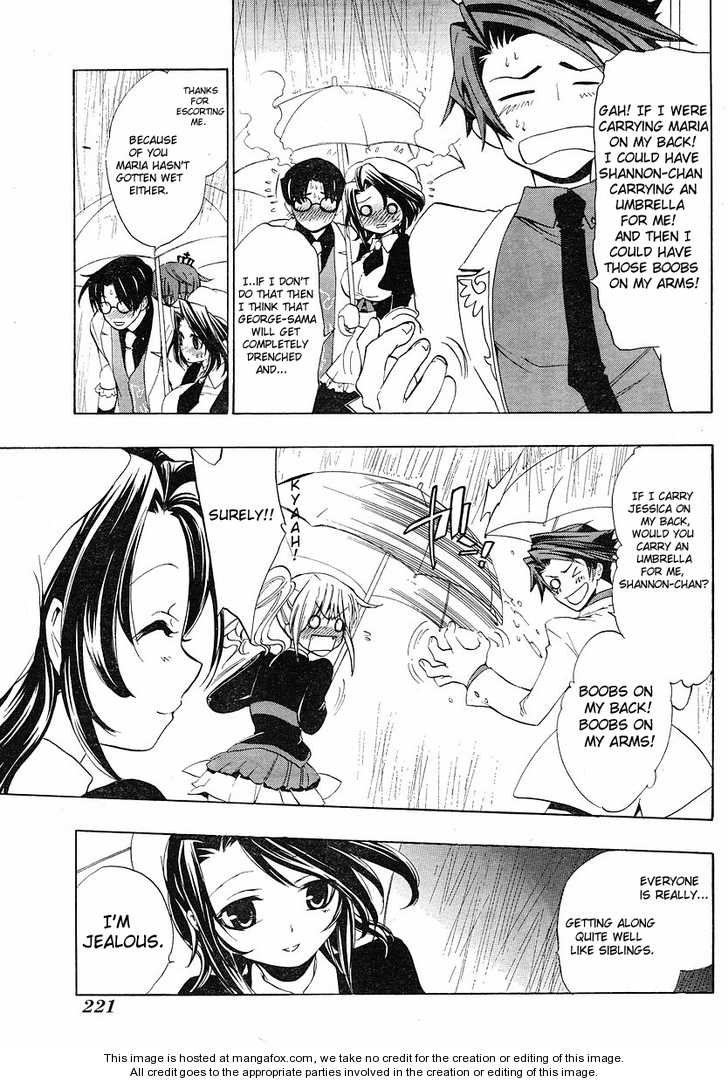 GAH! IF I WERE
CARRYING MARIA
ON MY BACK!
I COULD HAVE
SHANNON-CHAN
CARRYING AN
UMBRELLA
FOR ME!
AND THEN I
COULD HAVE
THOSE BOOBS
ON MY ARMS!
I..IF I DON'T
DO THAT THEN
I THINK THAT
GEORGE-SAMA
WILL GET
COMPLETELY
DRENCHED
AND...
THANKS
FOR
ESCORTING
ME.
BECAUSE
OF YOU
MARIA HASN'T
GOTTEN WET
EITHER.
IF I CARRY
JESSICA ON
MY BACK,
WOULD YOU
CARRY AN
UMBRELLA
FOR ME,
SHANNON-CHAN?
BOOBS ON
MY BACK!
BOOBS ON
MY ARMS!
KYAAH!
SURELY!!
EVERYONE
IS REALLY...
GETTING ALONG
QUITE WELL
LIKE SIBLINGS.
I'M
JEALOUS.
221
This image is hosted at mangafox.com, we take no credit for the creation or editing of this image.
All credit goes to the appropriate parties involved in the creation or editing of this image.